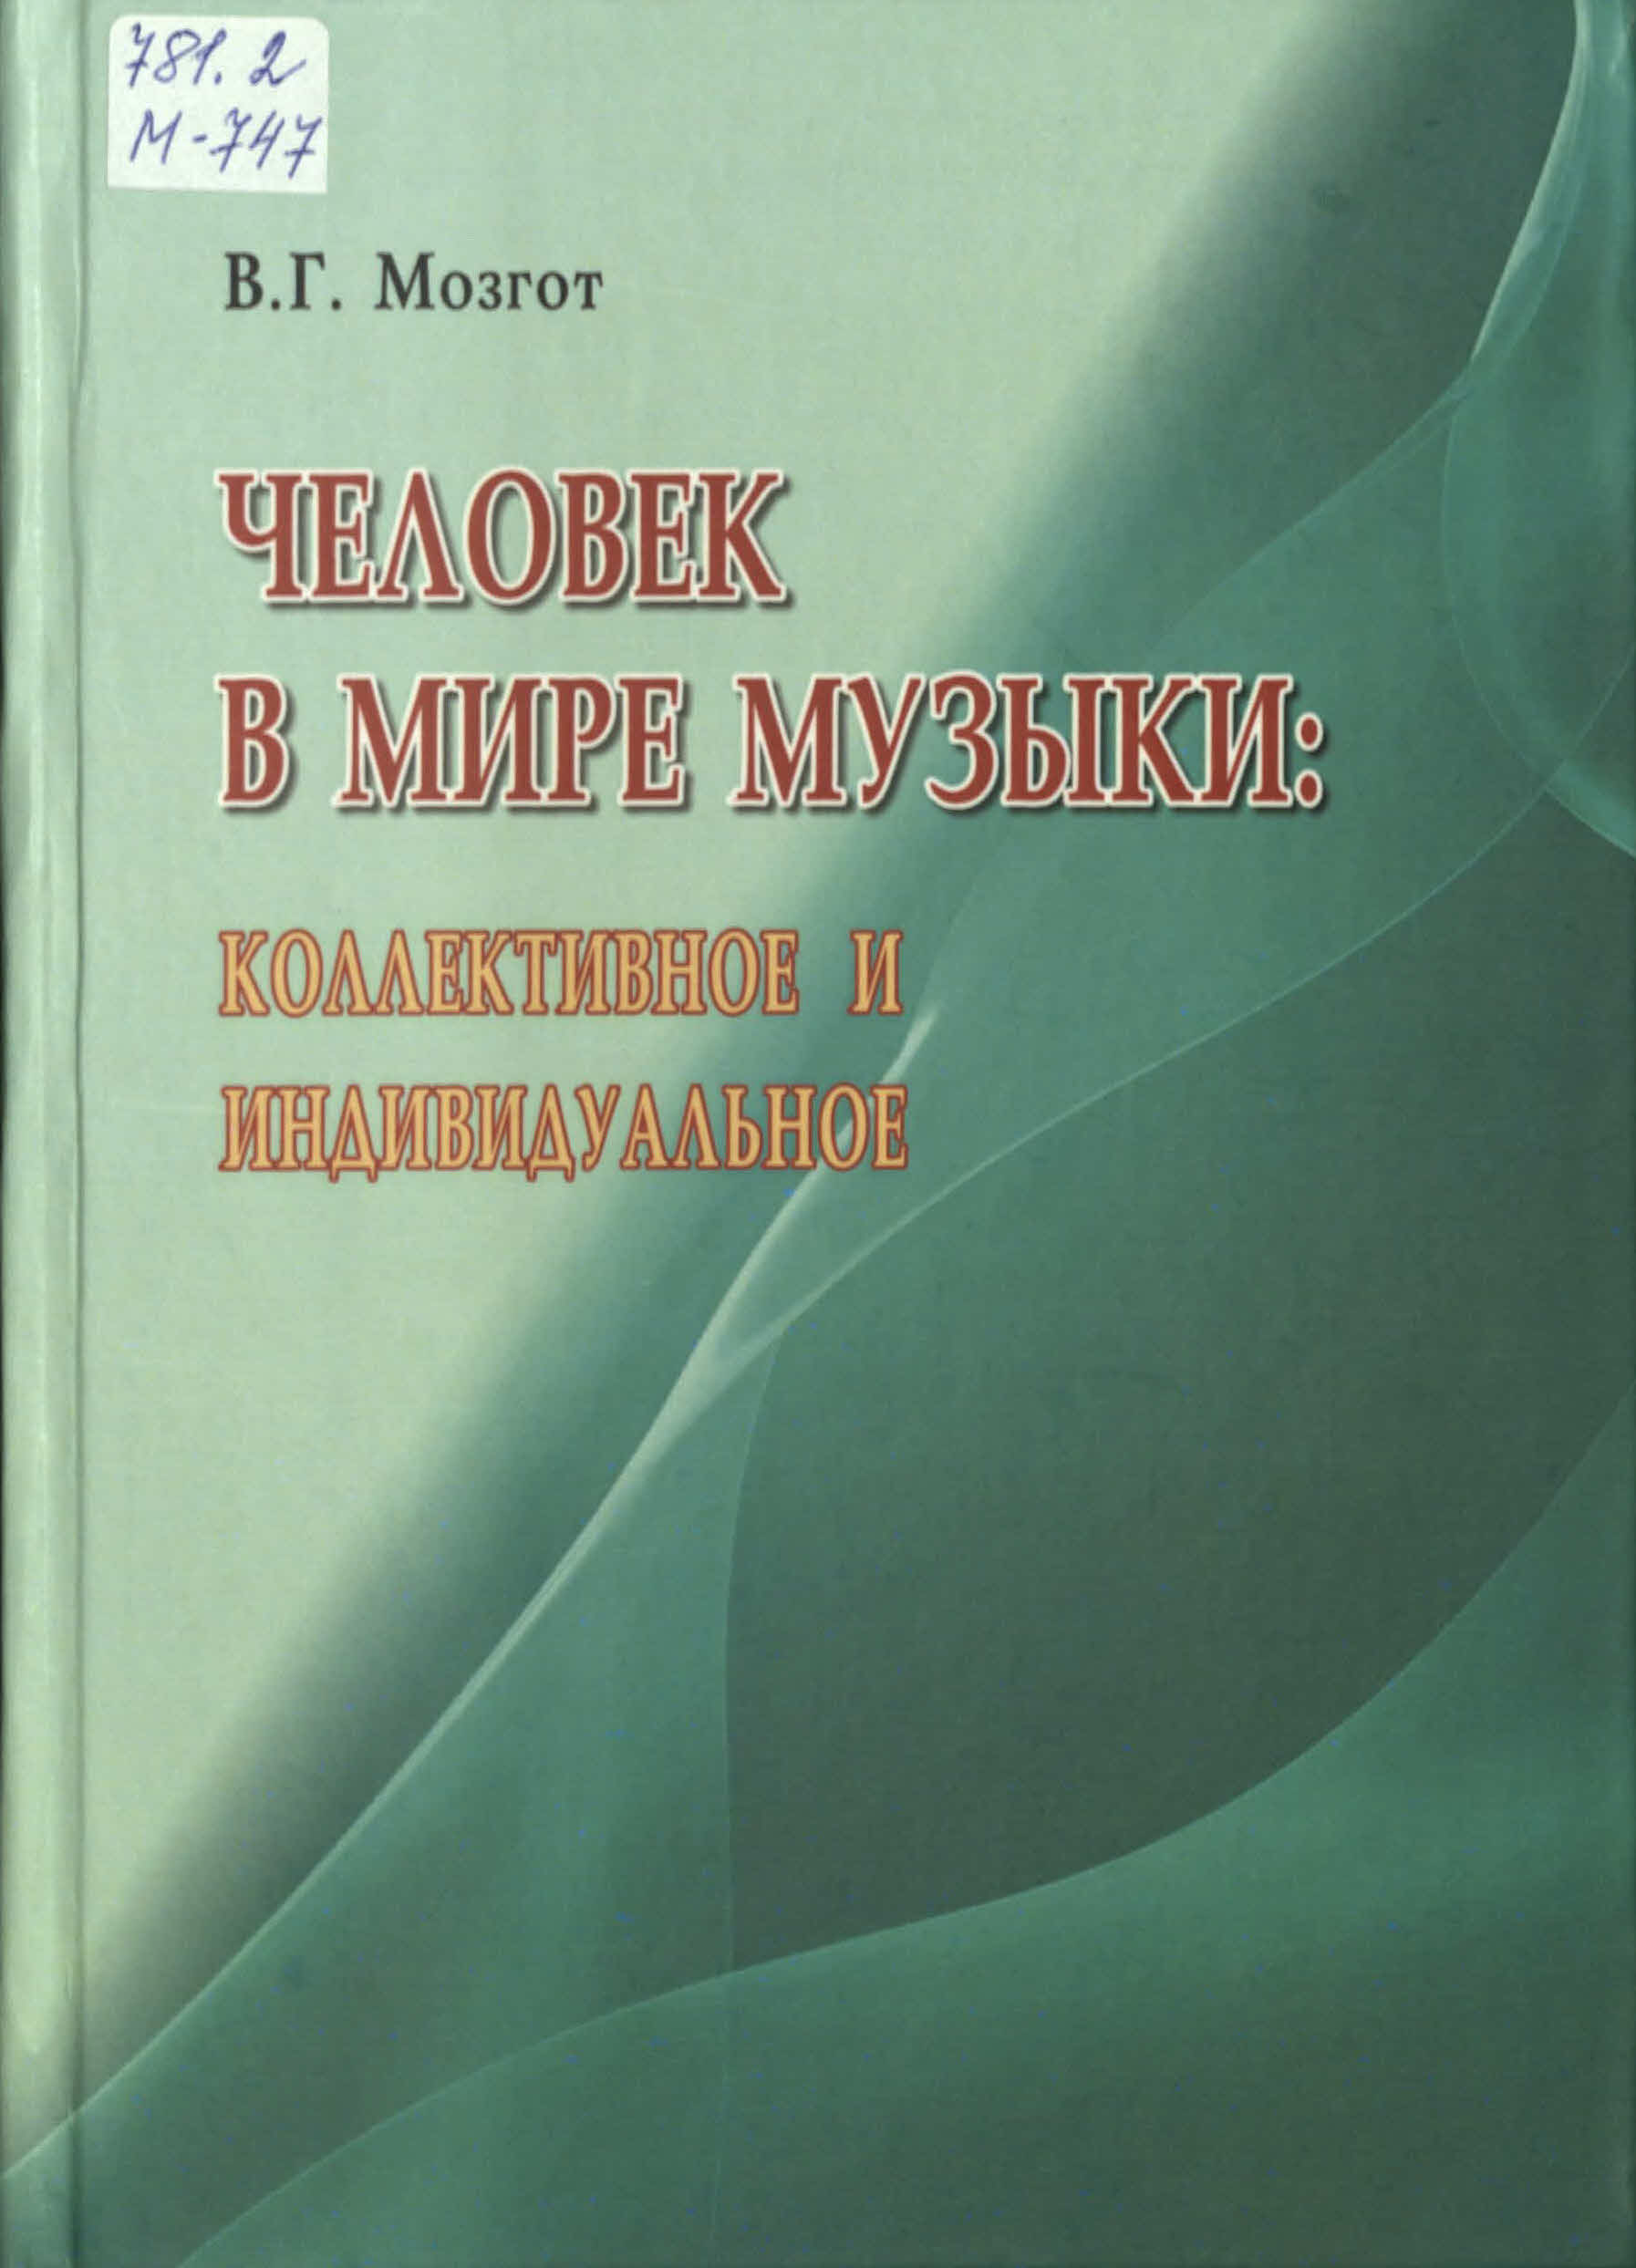 781.2
М-747
В.Г. Мозгот
ЧЕЛОВЕК
В МИРЕ МУЗЫКИ:
КОЛЛЕКТИВНОЕ И
ИНДИВИДУАЛЬНОЕ